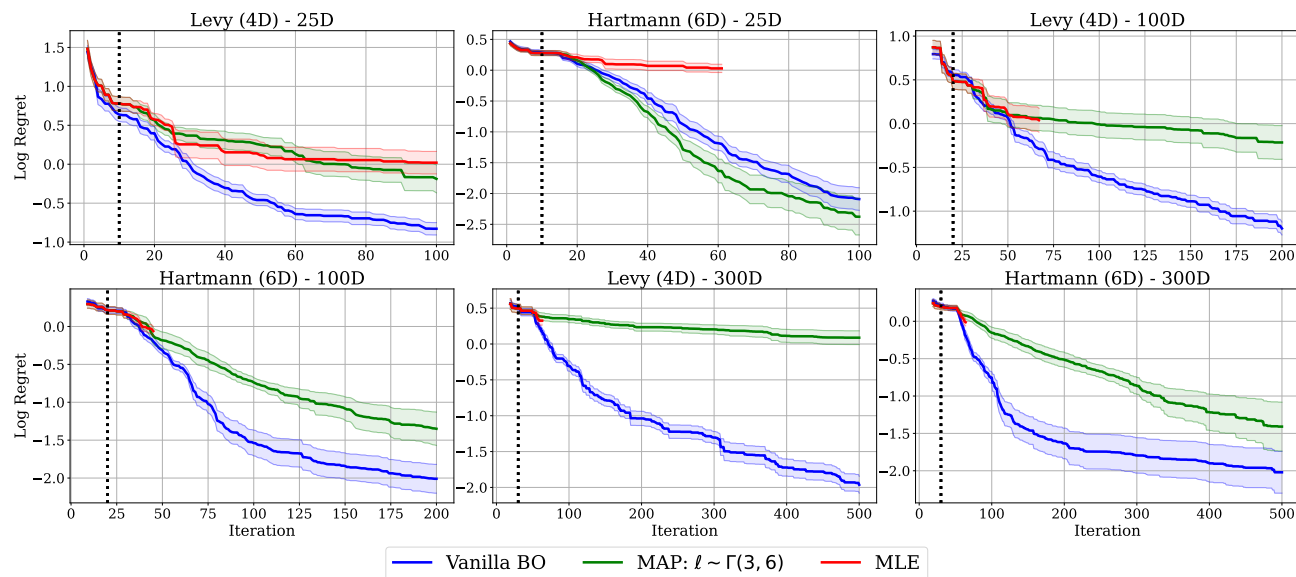 Levy (4D) - 25D
Hartmann (6D) - 25D
Levy (4D) - 100D
Log Regret
1.5
1.0
0.5
0.0
−0.5
−1.0
0 20 40 60 80 100
0.5
0.0
−0.5
−1.0
−1.5
−2.0
−2.5
0 20 40 60 80 100
1.0
0.5
0.0
−0.5
−1.0
0 25 50 75 100 125 150 175 200
Hartmann (6D) - 100D
Levy (4D) - 300D
Hartmann (6D) - 300D
Log Regret
0.0
−0.5
−1.0
−1.5
−2.0
0 25 50 75 100 125 150 175 200
Iteration
0.5
0.0
−0.5
−1.0
−1.5
−2.0
100 200 300 400 500
Iteration
0.0
−0.5
−1.0
−1.5
−2.0
0 100 200 300 400 500
Iteration
Vanilla BO MAP: ℓ ~ Γ(3, 6) MLE